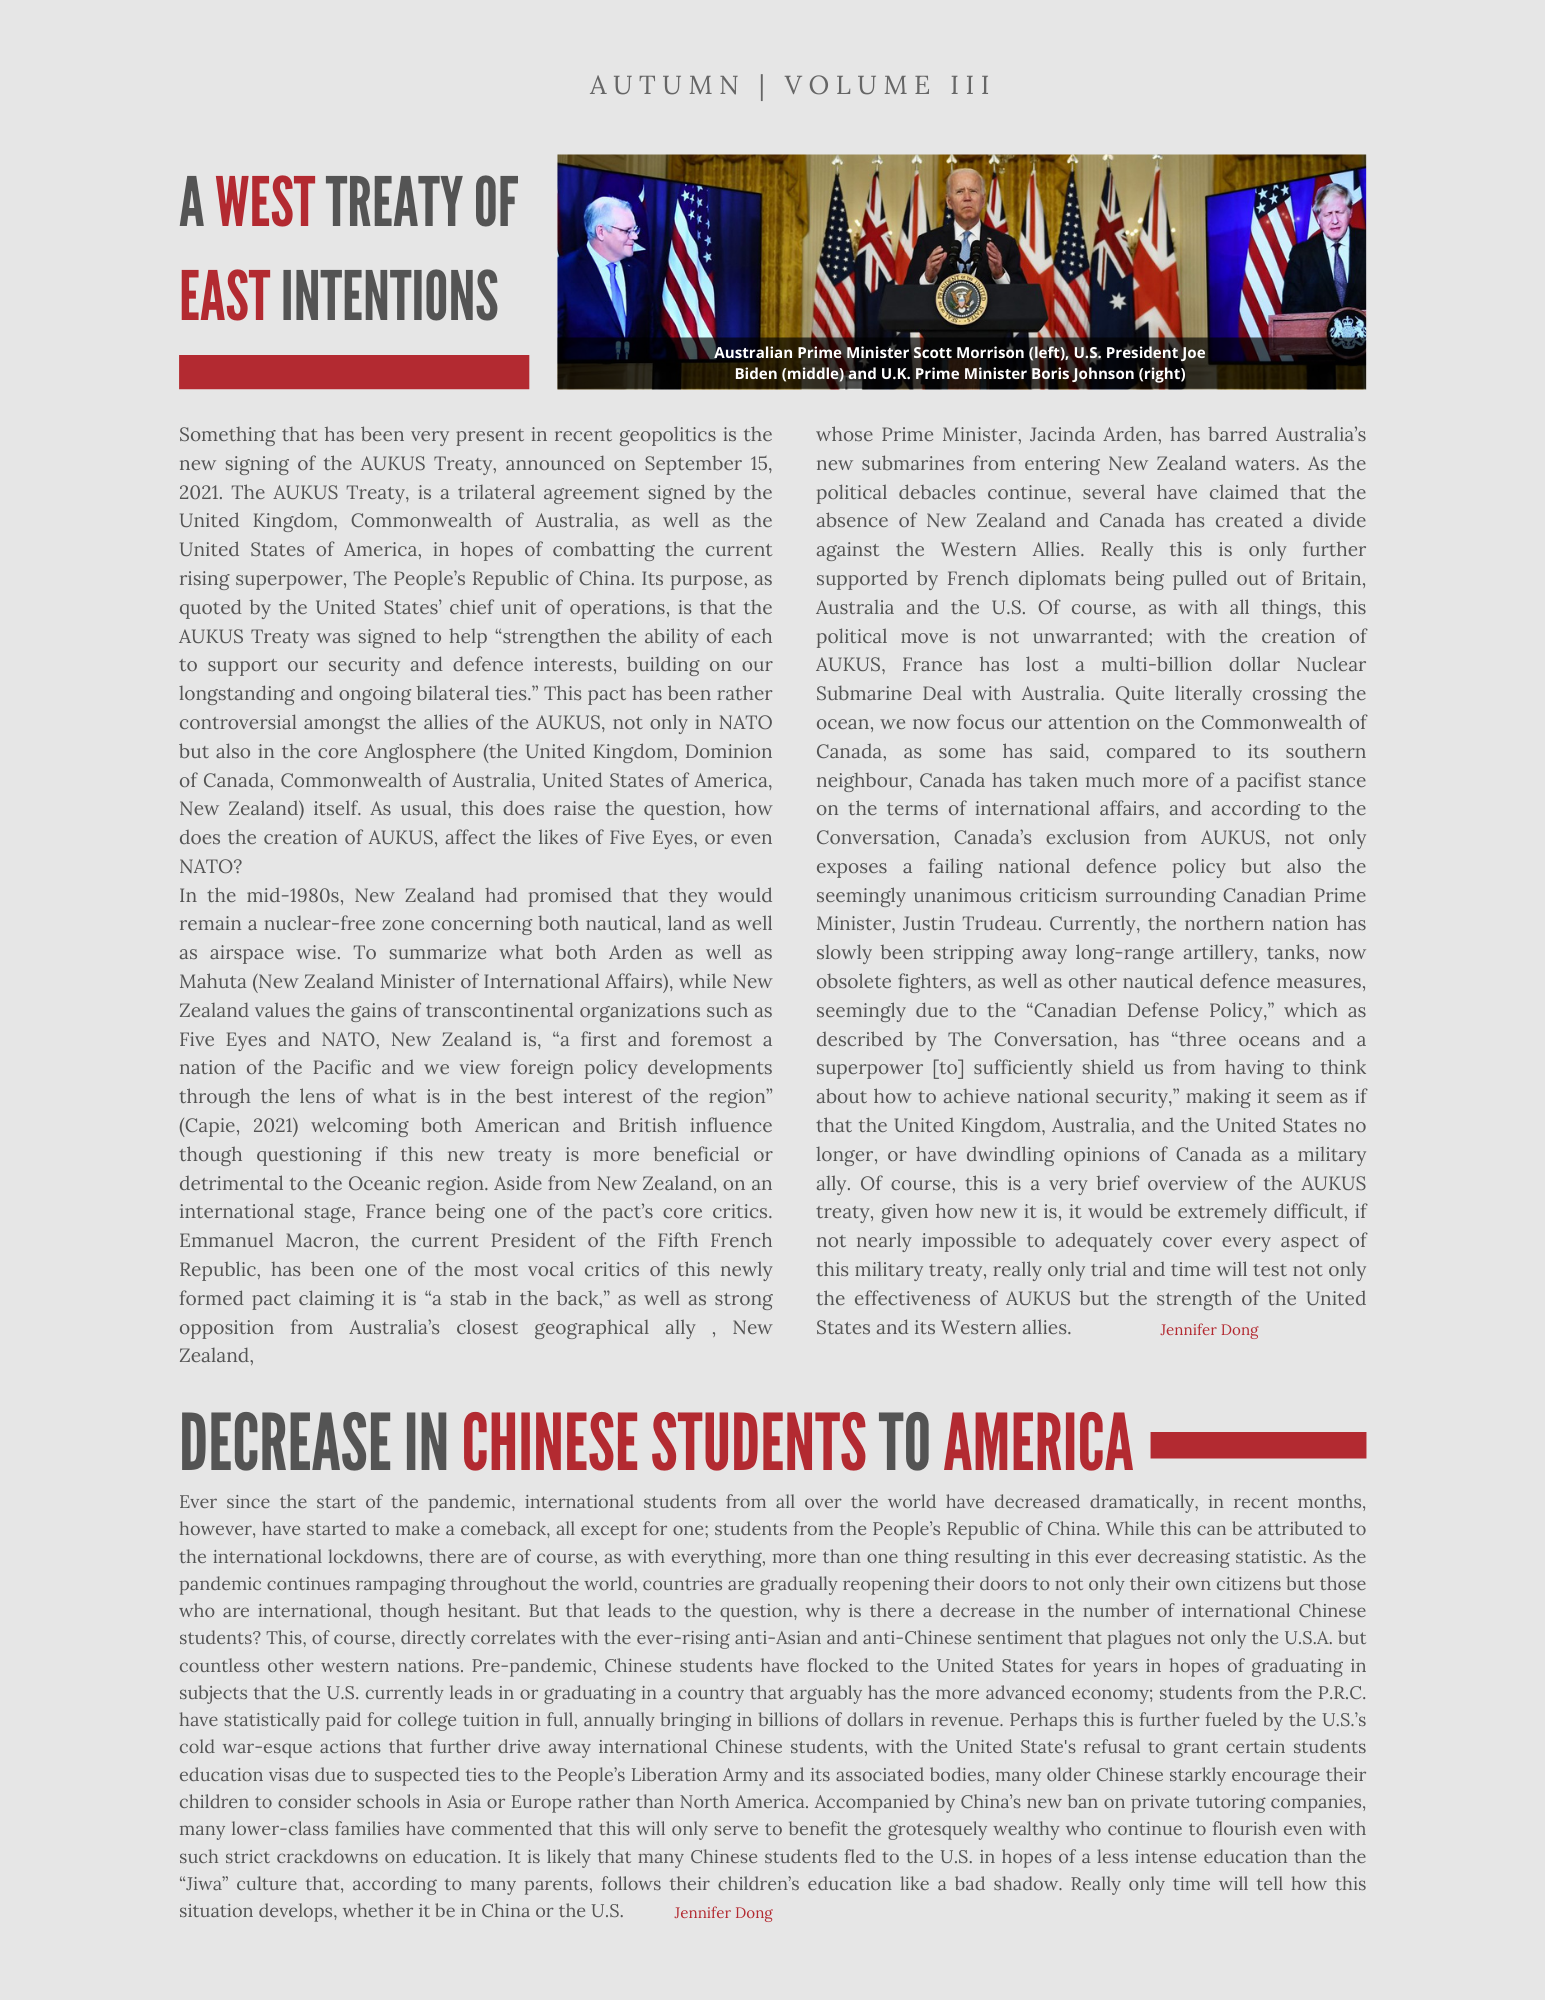 AUTUMN | VOLUME III
A WEST TREATY OF
EAST INTENTIONS
Australian Prime Minister Scott Morrison (left), U.S. President Joe
Biden (middle) and U.K. Prime Minister Boris Johnson (right)
Something that has been very present in recent geopolitics is the
new signing of the AUKUS Treaty, announced on September 15,
2021. The AUKUS Treaty, is a trilateral agreement signed by the
United Kingdom, Commonwealth of Australia, as well as the
United States of America, in hopes of combatting the current
rising superpower, The People’s Republic of China. Its purpose, as
quoted by the United States’ chief unit of operations, is that the
AUKUS Treaty was signed to help “strengthen the ability of each
to support our security and defence interests, building on our
longstanding and ongoing bilateral ties.” This pact has been rather
controversial amongst the allies of the AUKUS, not only in NATO
but also in the core Anglosphere (the United Kingdom, Dominion
of Canada, Commonwealth of Australia, United States of America,
New Zealand) itself. As usual, this does raise the question, how
does the creation of AUKUS, affect the likes of Five Eyes, or even
NATO?
In the mid-1980s, New Zealand had promised that they would
remain a nuclear-free zone concerning both nautical, land as well
as airspace wise. To summarize what both Arden as well as
Mahuta (New Zealand Minister of International Affairs), while New
Zealand values the gains of transcontinental organizations such as
Five Eyes and NATO, New Zealand is, “a first and foremost a
nation of the Pacific and we view foreign policy developments
through the lens of what is in the best interest of the region”
(Capie, 2021) welcoming both American and British influence
though questioning if this new treaty is more beneficial or
detrimental to the Oceanic region. Aside from New Zealand, on an
international stage, France being one of the pact’s core critics.
Emmanuel Macron, the current President of the Fifth French
Republic, has been one of the most vocal critics of this newly
formed pact claiming it is “a stab in the back,” as well as strong
opposition from Australia’s closest geographical ally , New
Zealand,
whose Prime Minister, Jacinda Arden, has barred Australia’s
new submarines from entering New Zealand waters. As the
political debacles continue, several have claimed that the
absence of New Zealand and Canada has created a divide
against the Western Allies. Really this is only further
supported by French diplomats being pulled out of Britain,
Australia and the U.S. Of course, as with all things, this
political move is not unwarranted; with the creation of
AUKUS, France has lost a multi-billion dollar Nuclear
Submarine Deal with Australia. Quite literally crossing the
ocean, we now focus our attention on the Commonwealth of
Canada, as some has said, compared to its southern
neighbour, Canada has taken much more of a pacifist stance
on the terms of international affairs, and according to the
Conversation, Canada’s exclusion from AUKUS, not only
exposes a failing national defence policy but also the
seemingly unanimous criticism surrounding Canadian Prime
Minister, Justin Trudeau. Currently, the northern nation has
slowly been stripping away long-range artillery, tanks, now
obsolete fighters, as well as other nautical defence measures,
seemingly due to the “Canadian Defense Policy,” which as
described by The Conversation, has “three oceans and a
superpower [to] sufficiently shield us from having to think
about how to achieve national security,” making it seem as if
that the United Kingdom, Australia, and the United States no
longer, or have dwindling opinions of Canada as a military
ally. Of course, this is a very brief overview of the AUKUS
treaty, given how new it is, it would be extremely difficult, if
not nearly impossible to adequately cover every aspect of
this military treaty, really only trial and time will test not only
the effectiveness of AUKUS but the strength of the United
States and its Western allies. Jennifer Dong
DECREASE IN CHINESE STUDENTS TO AMERICA
Ever since the start of the pandemic, international students from all over the world have decreased dramatically, in recent months,
however, have started to make a comeback, all except for one; students from the People’s Republic of China. While this can be attributed to
the international lockdowns, there are of course, as with everything, more than one thing resulting in this ever decreasing statistic. As the
pandemic continues rampaging throughout the world, countries are gradually reopening their doors to not only their own citizens but those
who are international, though hesitant. But that leads to the question, why is there a decrease in the number of international Chinese
students? This, of course, directly correlates with the ever-rising anti-Asian and anti-Chinese sentiment that plagues not only the U.S.A. but
countless other western nations. Pre-pandemic, Chinese students have flocked to the United States for years in hopes of graduating in
subjects that the U.S. currently leads in or graduating in a country that arguably has the more advanced economy; students from the P.R.C.
have statistically paid for college tuition in full, annually bringing in billions of dollars in revenue. Perhaps this is further fueled by the U.S.’s
cold war-esque actions that further drive away international Chinese students, with the United State's refusal to grant certain students
education visas due to suspected ties to the People’s Liberation Army and its associated bodies, many older Chinese starkly encourage their
children to consider schools in Asia or Europe rather than North America. Accompanied by China’s new ban on private tutoring companies,
many lower-class families have commented that this will only serve to benefit the grotesquely wealthy who continue to flourish even with
such strict crackdowns on education. It is likely that many Chinese students fled to the U.S. in hopes of a less intense education than the
“Jiwa” culture that, according to many parents, follows their children’s education like a bad shadow. Really only time will tell how this
situation develops, whether it be in China or the U.S. Jennifer Dong